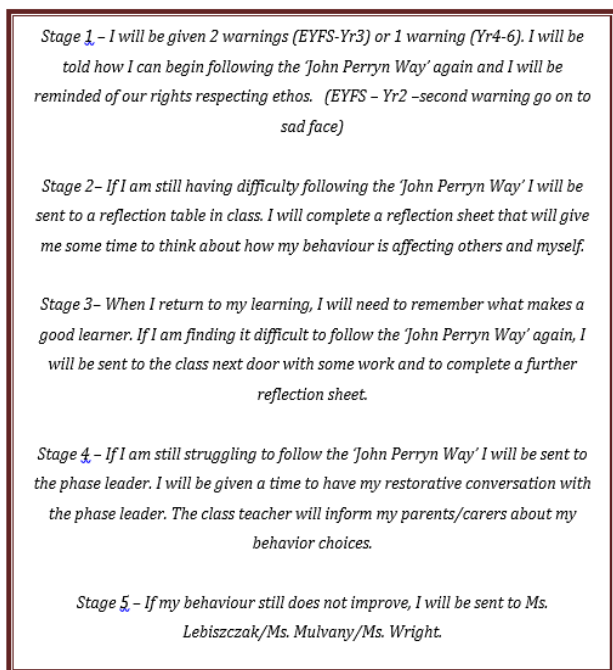 Stage 1 – I will be given 2 warnings (EYFS-Yr3) or 1 warning (Yr4-6). I will be
told how I can begin following the ‘John Perryn Way’ again and I will be
reminded of our rights respecting ethos. (EYFS – Yr2 –second warning go on to
sad face)
Stage 2– If I am still having difficulty following the ‘John Perryn Way’ I will be
sent to a reflection table in class. I will complete a reflection sheet that will give
me some time to think about how my behaviour is affecting others and myself.
Stage 3– When I return to my learning, I will need to remember what makes a
good learner. If I am finding it difficult to follow the ‘John Perryn Way’ again, I
will be sent to the class next door with some work and to complete a further
reflection sheet.
Stage 4 – If I am still struggling to follow the ‘John Perryn Way’ I will be sent to
the phase leader. I will be given a time to have my restorative conversation with
the phase leader. The class teacher will inform my parents/carers about my
behavior choices.
Stage 5 – If my behaviour still does not improve, I will be sent to Ms.
Lebiszczak/Ms. Mulvany/Ms. Wright.